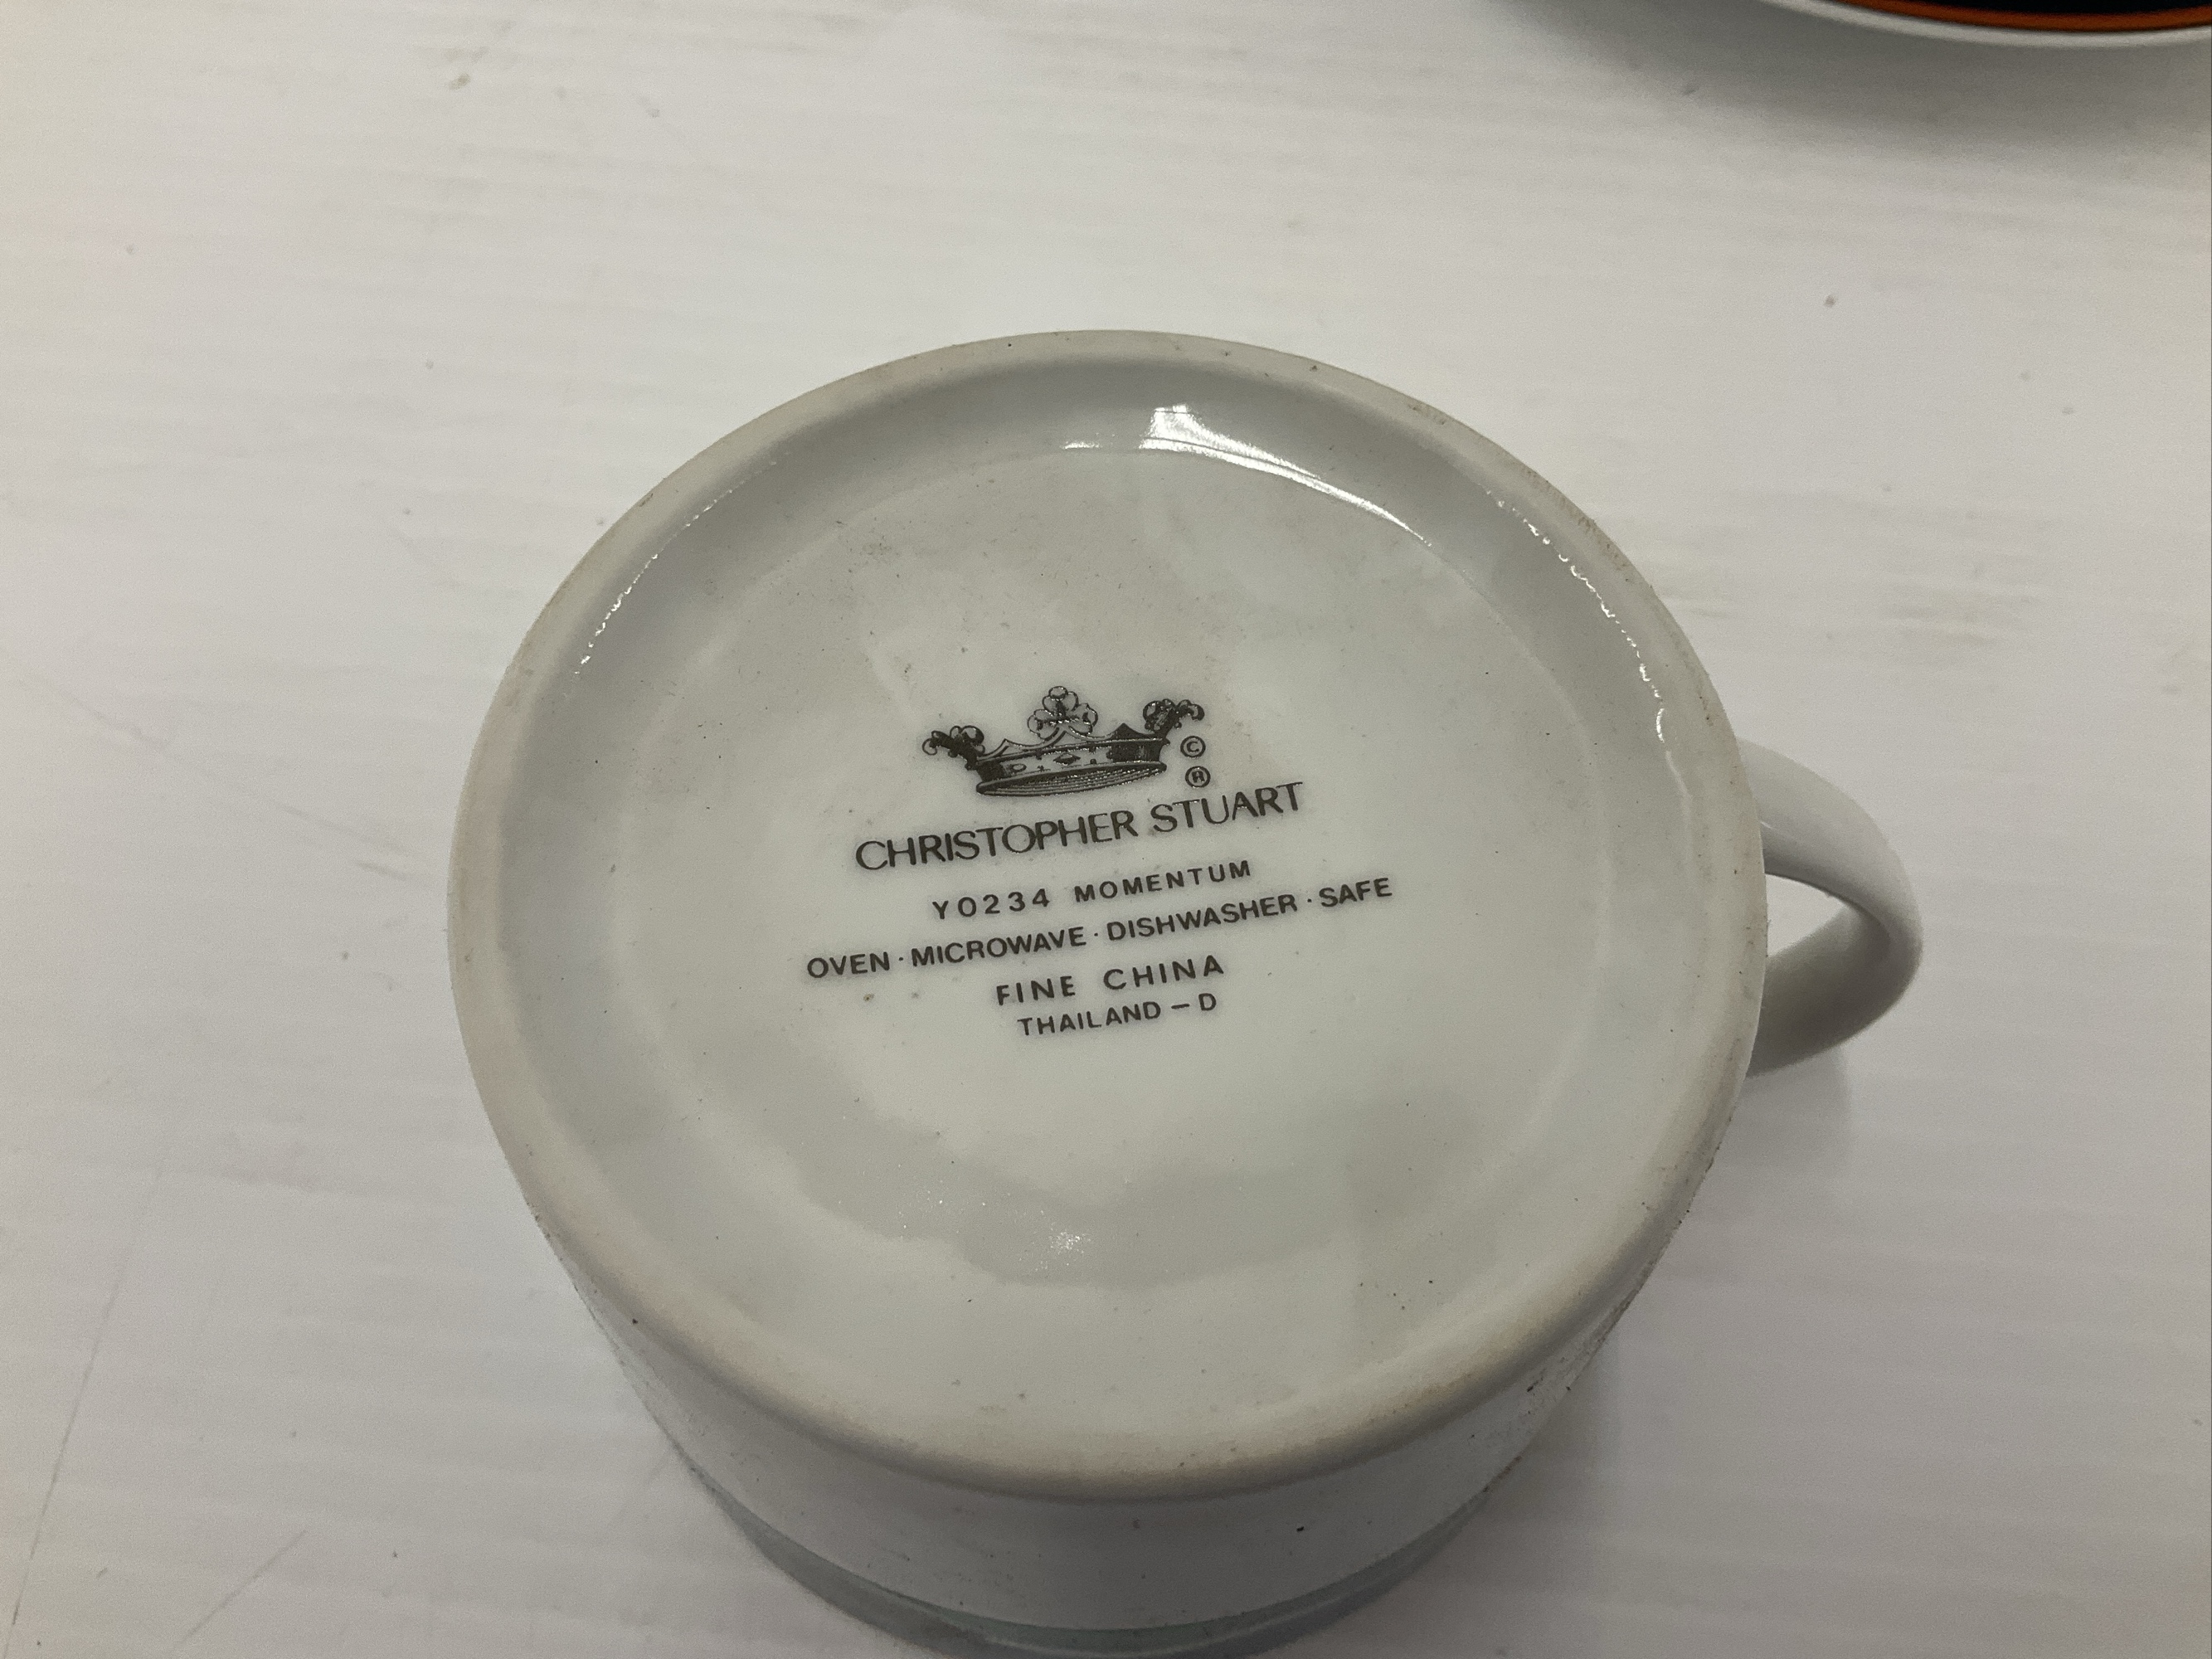 ©
®
CHRISTOPHER STUART
Y0234 MOMENTUM
OVEN · MICROWAVE · DISHWASHER · SAFE
FINE CHINA
THAILAND – D